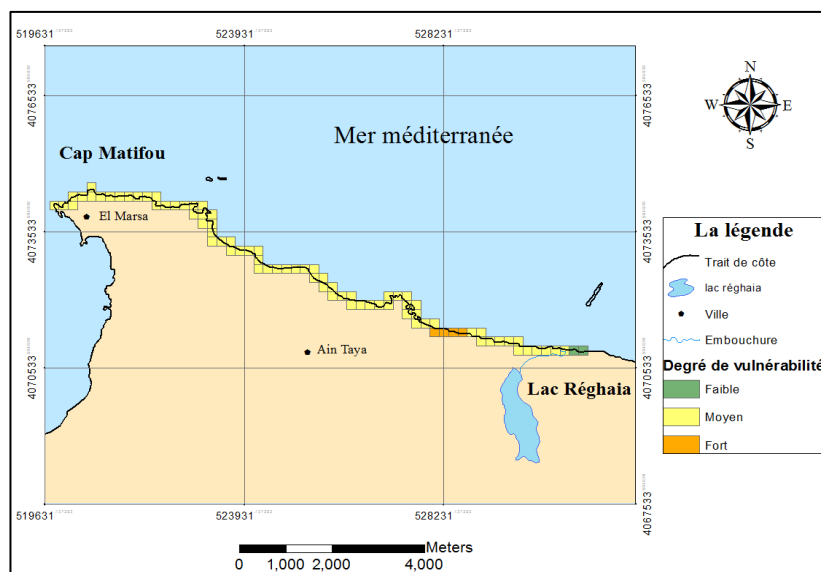 519631 523931 528231
N
W E
S
4076533 4076533
Mer méditerranée
Cap Matifou
El Marsa
4073535 4073533
La légende
Trait de côte
lac réghaia
Ville
Embouchure
Degré de vulnérabilité
Faible
Moyen
Fort
Ain Taya
4070533 4070533
Lac Réghaia
4067533
519631 523931 528231
Meters
0 1,000 2,000 4,000